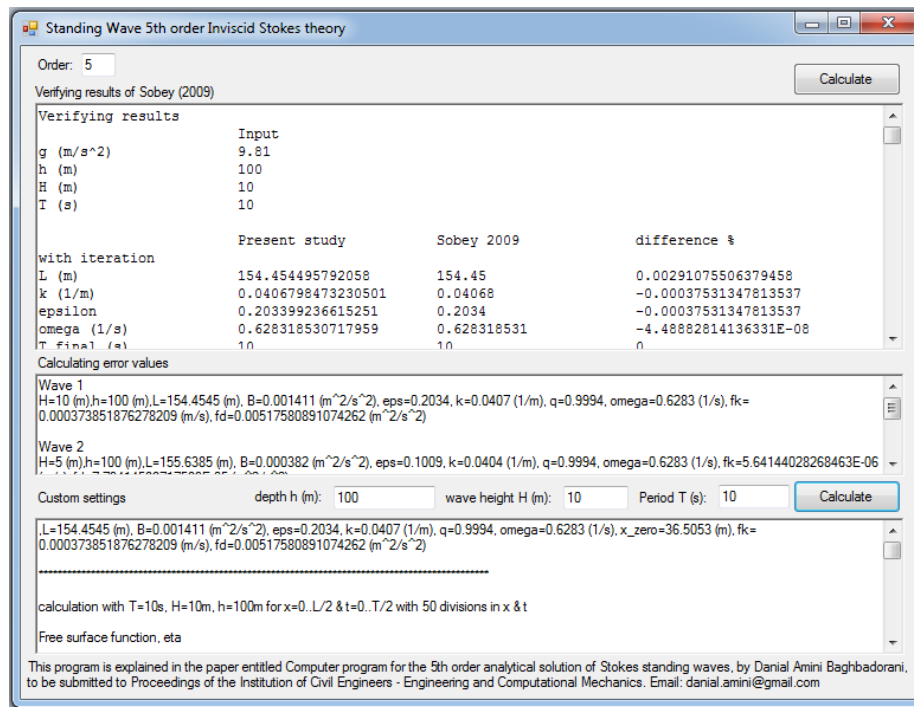 Standing Wave 5th order Inviscid Stokes theory
Order: 5
Calculate
Verifying results of Sobey (2009)
Verifying results
Input
g (m/s^2) 9.81
h (m) 100
H (m) 10
T (s) 10
Present study Sobey 2009 difference %
with iteration
L (m) 154.454495792058 154.45 0.00291075506379458
k (1/m) 0.0406798473230501 0.04068 -0.00037531347813537
epsilon 0.203399236615251 0.2034 -0.00037531347813537
omega (1/s) 0.628318530717959 0.628318531 -4.48882814136331E-08
T final (s) 10 10 0
Calculating error values
Wave 1
H=10 (m),h=100 (m),L=154.4545 (m), B=0.001411 (m^2/s^2), eps=0.2034, k=0.0407 (1/m), q=0.9994, omega=0.6283 (1/s), fk=
0.000373851876278209 (m/s), fd=0.00517580891074262 (m^2/s^2)
Wave 2
H=5 (m),h=100 (m),L=155.6385 (m), B=0.000382 (m^2/s^2), eps=0.1009, k=0.0404 (1/m), q=0.9994, omega=0.6283 (1/s), fk=5.64144028268463E-06
Custom settings depth h (m): 100 wave height H (m): 10 Period T (s): 10 Calculate
,L=154.4545 (m), B=0.001411 (m^2/s^2), eps=0.2034, k=0.0407 (1/m), q=0.9994, omega=0.6283 (1/s), x_zero=36.5053 (m), fk=
0.000373851876278209 (m/s), fd=0.00517580891074262 (m^2/s^2)
calculation with T=10s, H=10m, h=100m for x=0..L/2 & t=0..T/2 with 50 divisions in x & t
Free surface function, eta
This program is explained in the paper entitled Computer program for the 5th order analytical solution of Stokes standing waves, by Danial Amini Baghbadorani,
to be submitted to Proceedings of the Institution of Civil Engineers - Engineering and Computational Mechanics. Email: danial.amini@gmail.com